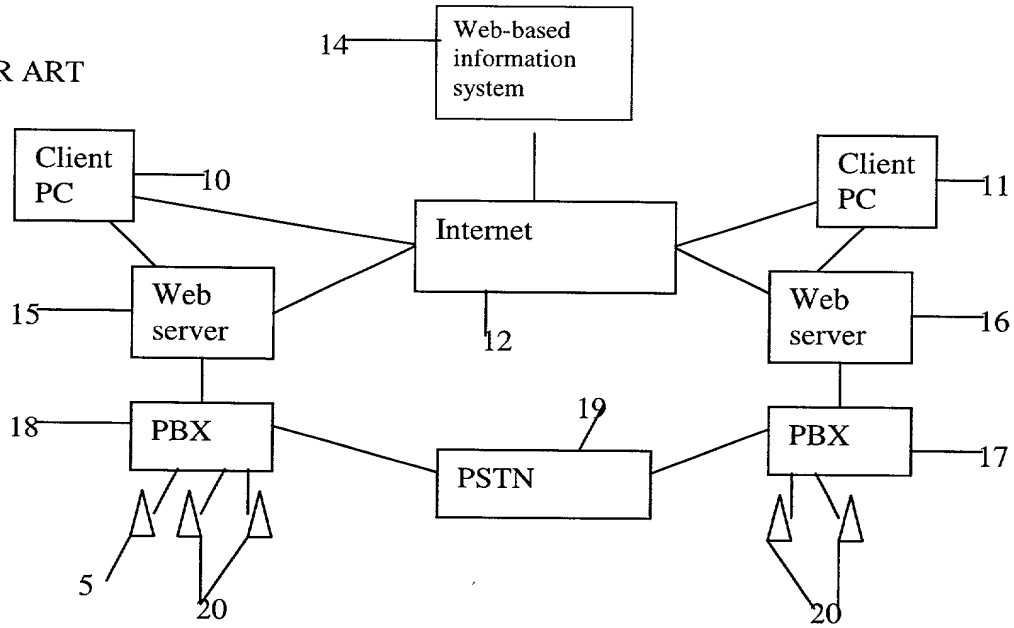 14
Web-based
information
system
R ART
Client
PC
10
Client
PC
11
Internet
Web
server
15
12
Web
server
16
18
PBX
19
PSTN
PBX
17
5
20
20